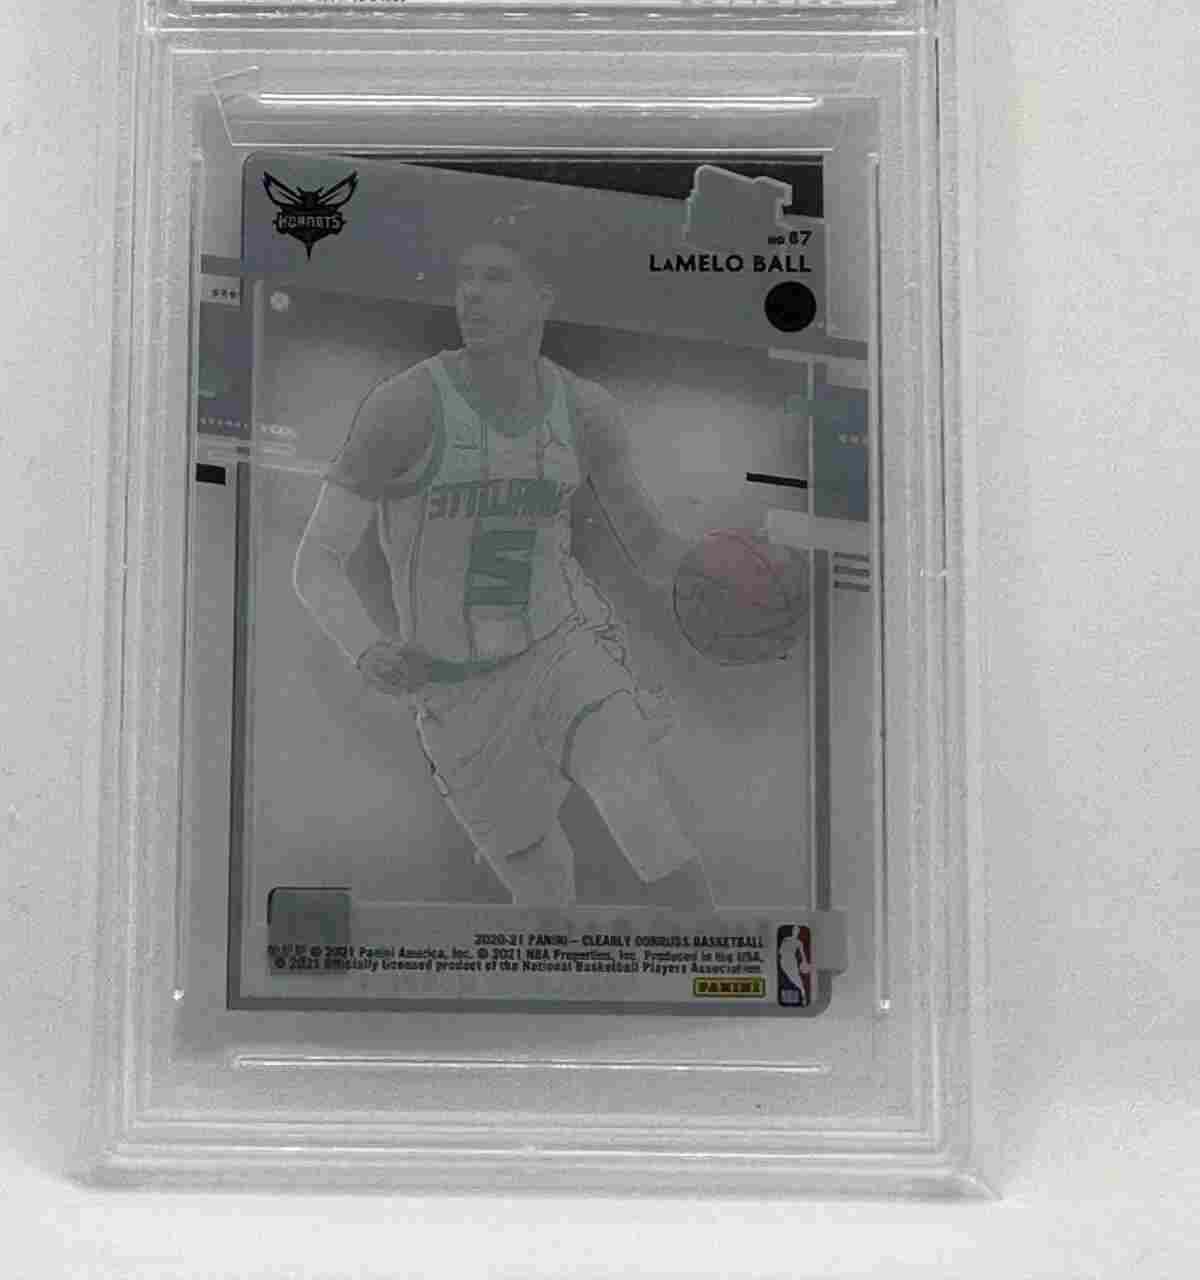 HORNETS
NO 67
LaMELO BALL
2020-21 PANINI – CLEARLY DONRUSS BASKETBALL
© 2021 Panini America, Inc. © 2021 NBA Properties, Inc. Produced in the USA.
© 2021 Officially licensed product of the National Basketball Players Association
PANINI